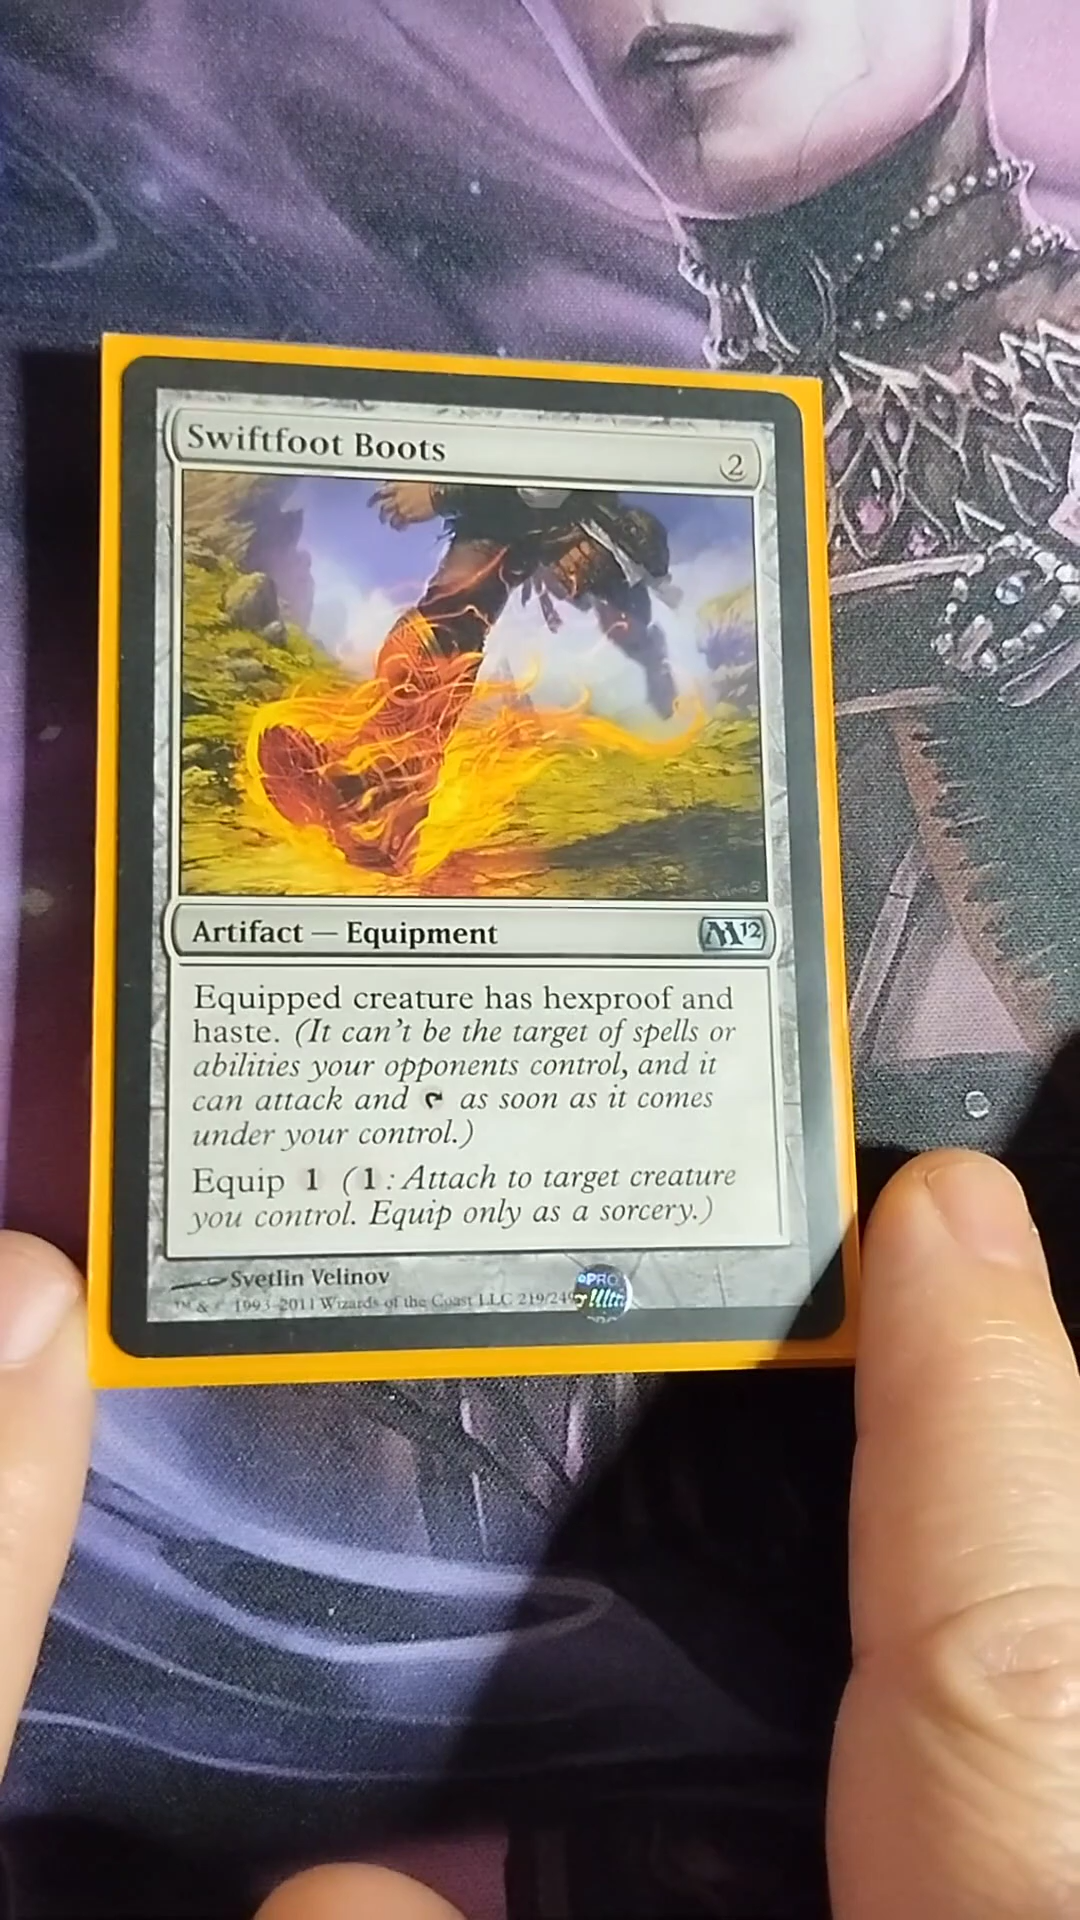 Swiftfoot Boots
2
Artifact — Equipment
M12
Equipped creature has hexproof and
haste. (It can't be the target of spells or
abilities your opponents control, and it
can attack and as soon as it comes
under your control.)
Equip 1 (1: Attach to target creature
you control. Equip only as a sorcery.)
Svetlin Velinov
™ & © 1993-2011 Wizards of the Coast LLC 219/249
PRO
Ultr